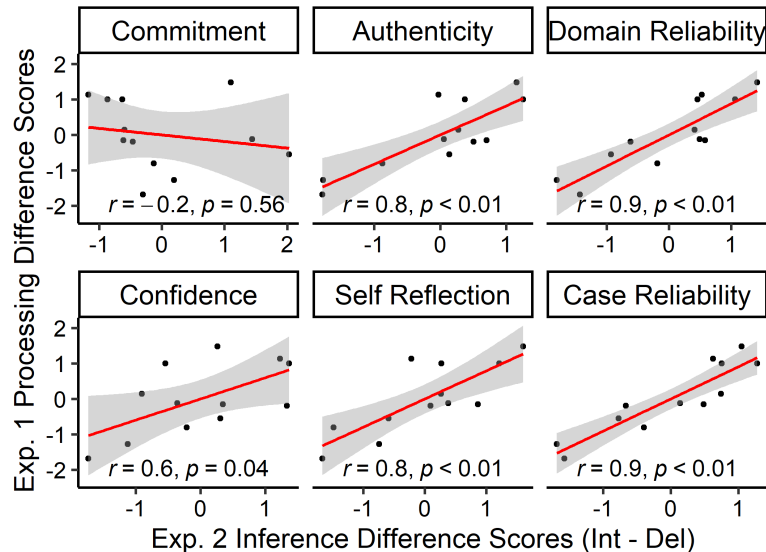 Commitment Authenticity Domain Reliability
2
1
0
-1
-2
r = −0.2, p = 0.56 r = 0.8, p < 0.01 r = 0.9, p < 0.01
-1 0 1 2 -1 0 1 -1 0 1
Confidence Self Reflection Case Reliability
2
1
0
-1
-2
r = 0.6, p = 0.04 r = 0.8, p < 0.01 r = 0.9, p < 0.01
-1 0 1 -1 0 1 -1 0 1
Exp. 1 Processing Difference Scores
Exp. 2 Inference Difference Scores (Int - Del)